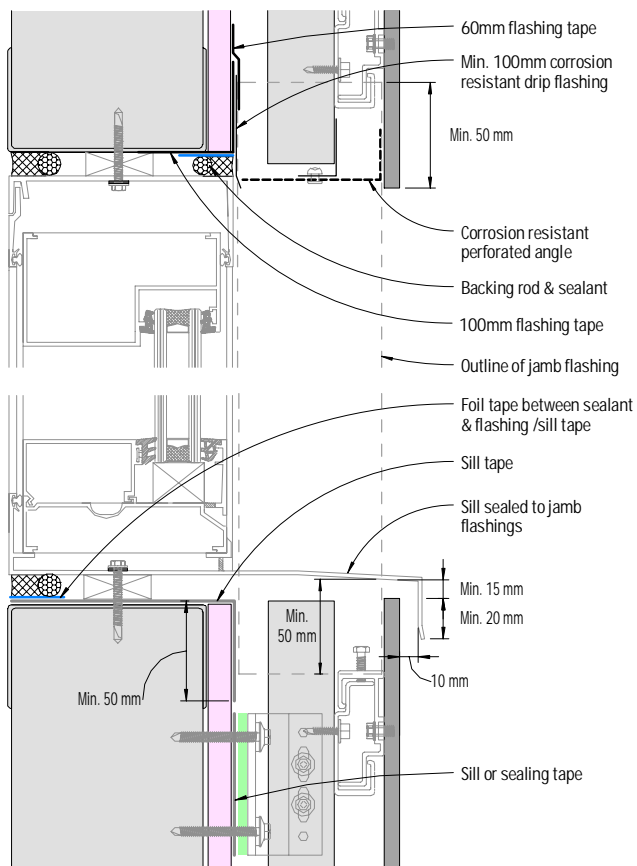 60mm flashing tape
Min. 100mm corrosion
resistant drip flashing
Min. 50 mm
Corrosion resistant
perforated angle
Backing rod & sealant
100mm flashing tape
Outline of jamb flashing
Foil tape between sealant
& flashing /sill tape
Sill tape
Sill sealed to jamb
flashings
Min. 15 mm
Min. 20 mm
Min.
50 mm
10 mm
Min. 50 mm
Sill or sealing tape